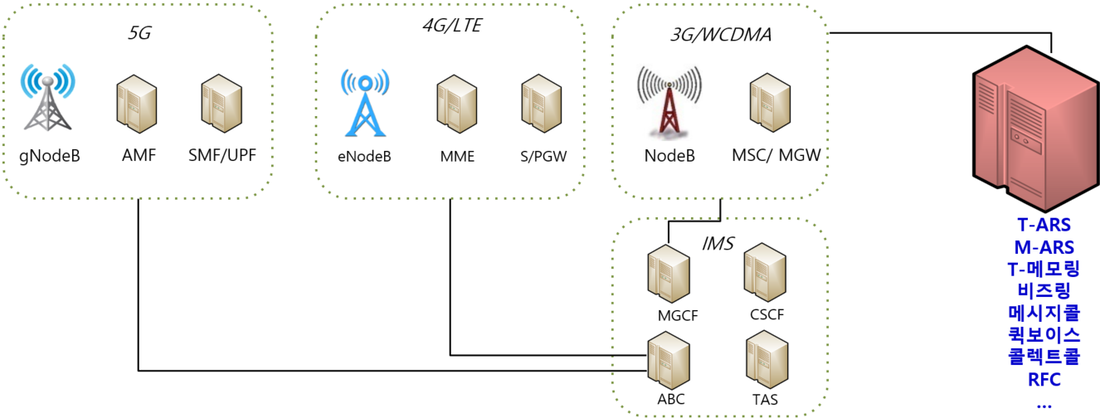 5G
gNodeB
AMF
SMF/UPF
4G/LTE
eNodeB
MME
S/PGW
3G/WCDMA
NodeB
MSC/ MGW
IMS
MGCF
CSCF
ABC
TAS
T-ARS
M-ARS
T-메모링
비즈링
메시지콜
퀵보이스
콜렉트콜
RFC
...